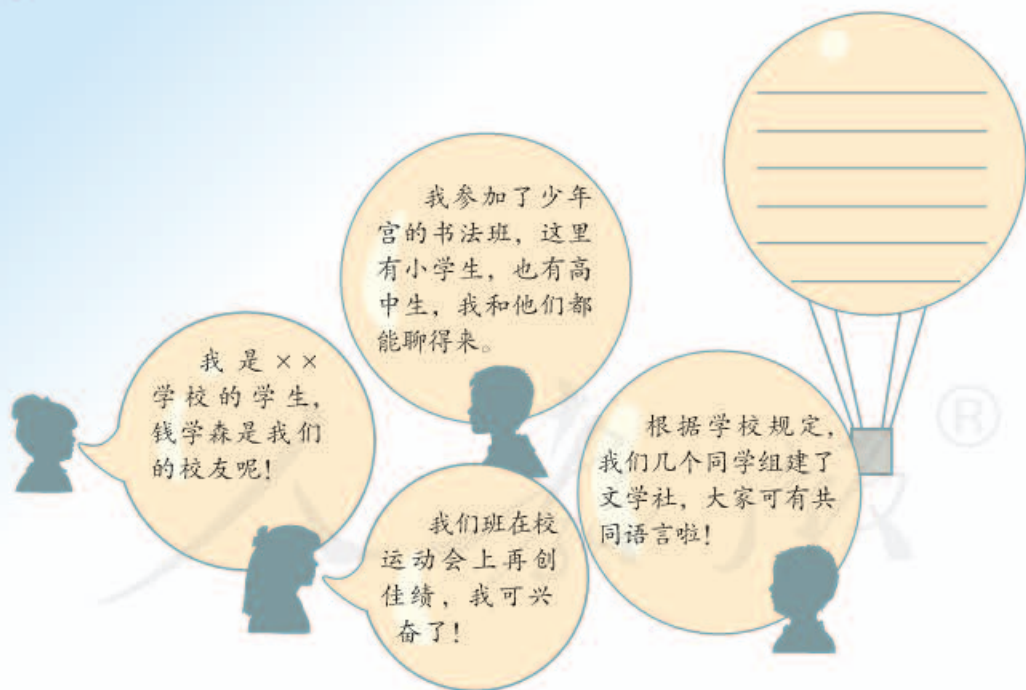 我参加了少年
宫的书法班，这里
有小学生，也有高
中生，我和他们都
能聊得来。
我是××
学校的学生，
钱学森是我们
的校友呢！
根据学校规定，
我们几个同学组建了
文学社，大家可有共
同语言啦！
我们班在校
运动会上再创
佳绩，我可兴
奋了！
®